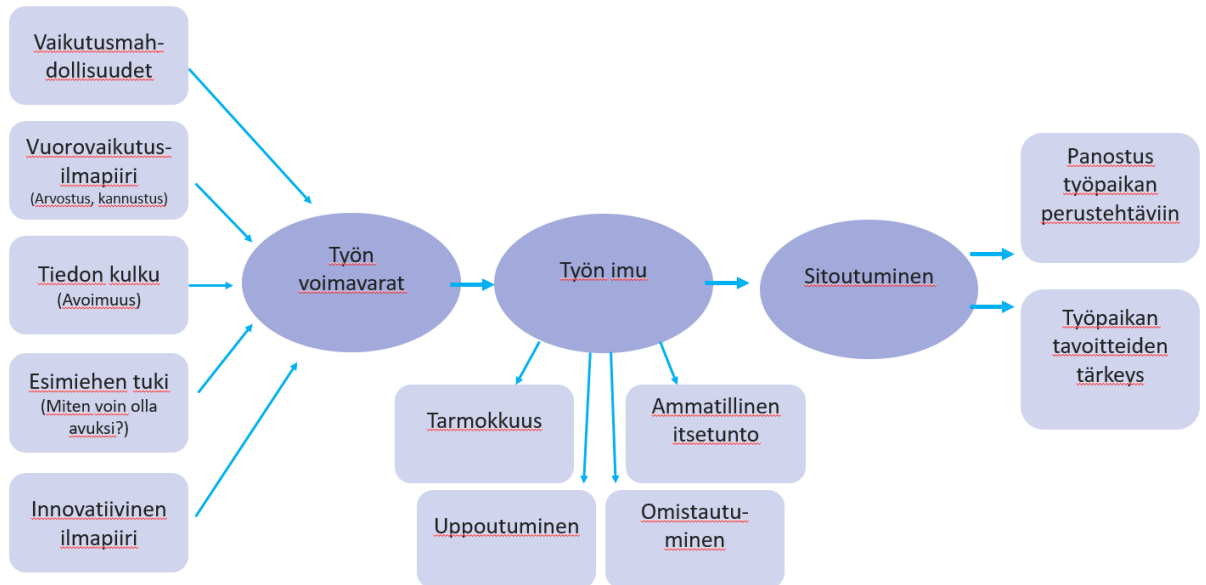 Vaikutusmah-
dollisuudet
Vuorovaikutus-
ilmapiiri
(Arvostus, kannustus)
Tiedon kulku
(Avoimuus)
Esimiehen tuki
(Miten voin olla
avuksi?)
Innovatiivinen
ilmapiiri
Työn
voimavarat
Työn imu
Tarmokkuus
Ammatillinen
itsetunto
Uppoutuminen
Omistautu-
minen
Sitoutuminen
Panostus
työpaikan
perustehtäviin
Työpaikan
tavoitteiden
tärkeys